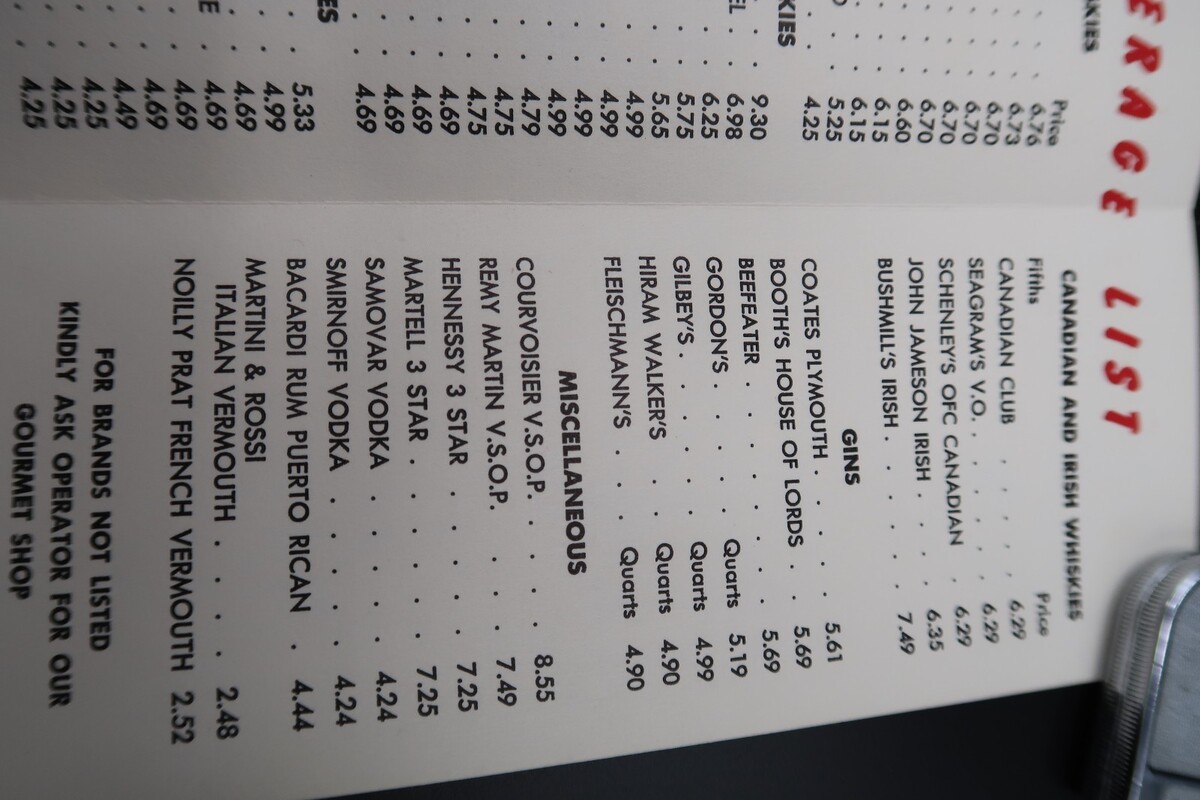 ERAGE LIST
KIES
Price
6.76
6.73
6.70
6.70
6.70
6.70
6.60
6.15
6.15
5.25
4.25
KIES
9.30
6.98
6.25
5.75
5.65
4.99
4.99
4.99
4.99
4.79
4.75
4.75
4.69
4.69
4.69
4.69
ES
5.33
4.99
4.69
4.69
4.69
4.69
4.49
4.25
4.25
4.25
CANADIAN AND IRISH WHISKIES
Fifths Price
CANADIAN CLUB . . . . 6.29
SEAGRAM'S V.O. . . . . . 6.29
SCHENLEY'S OFC CANADIAN . 6.29
JOHN JAMESON IRISH . . . 6.35
BUSHMILL'S IRISH . . . . 7.49
GINS
COATES PLYMOUTH . . . . 5.61
BOOTH'S HOUSE OF LORDS . . 5.69
BEEFEATER . . . . . . . 5.69
GORDON'S . . . . . Quarts 5.19
GILBEY'S . . . . . . Quarts 4.99
HIRAM WALKER'S . . Quarts 4.90
FLEISCHMANN'S . . . Quarts 4.90
MISCELLANEOUS
COURVOISIER V.S.O.P. . . . . 8.55
REMY MARTIN V.S.O.P. . . . 7.49
HENNESSY 3 STAR . . . . . 7.25
MARTELL 3 STAR . . . . . 7.25
SAMOVAR VODKA . . . . . 4.24
SMIRNOFF VODKA . . . . . 4.24
BACARDI RUM PUERTO RICAN . 4.44
MARTINI & ROSSI
ITALIAN VERMOUTH . . . . 2.48
NOILLY PRAT FRENCH VERMOUTH 2.52
FOR BRANDS NOT LISTED
KINDLY ASK OPERATOR FOR OUR
GOURMET SHOP